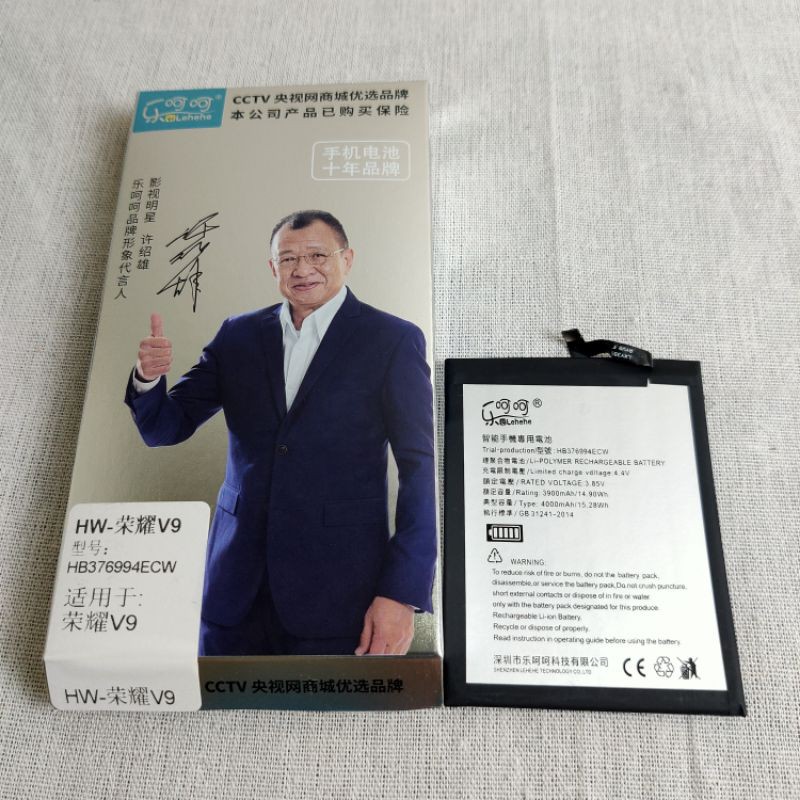 乐呵呵®
Lehehe
CCTV 央视网商城优选品牌
本公司产品已购买保险
手机电池
十年品牌
影视明星 许绍雄
乐呵呵品牌形象代言人
HW-荣耀V9
型号:
HB376994ECW
适用于:
荣耀V9
HW-荣耀V9
CCTV 央视网商城优选品牌
乐呵呵®
Lehehe
智能手機專用電池
Trial-production/型號:HB376994ECW
鋰聚合物電池/Li-POLYMER RECHARGEABLE BATTERY
充電限制電壓/Limited charge voltage:4.4V
額定電壓/RATED VOLTAGE:3.85V
額定容量/Rating:3900mAh/14.90Wh
典型容量/Type:4000mAh/15.28Wh
執行標準/GB 31241-2014
WARNING:
To reduce risk of fire or burns, do not the battery pack,
disassemble,or service the battery pack, Do.not crush puncture,
short external contacts or dispose of in fire or water
only with the battery pack designated for this produce.
Rechargeable Li-ion Battery.
Recycle or dispose of properly.
Read instruction in operating guide before using the battery.
深圳市乐呵呵科技有限公司
SHENZHEN LEHEHE TECHNOLOGY CO.,LTD
CE